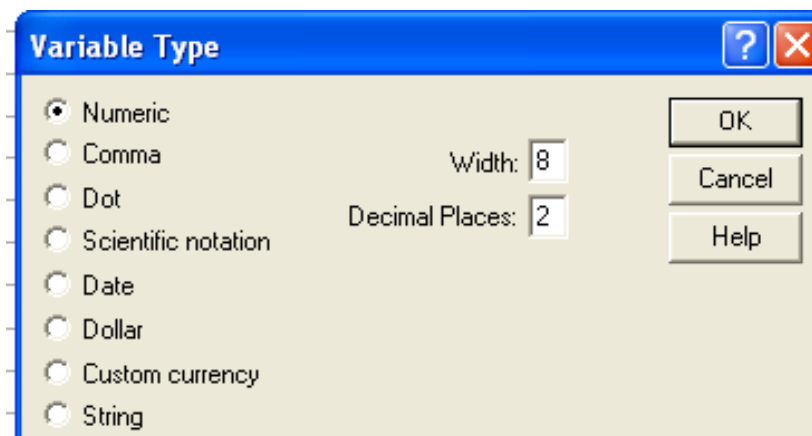 Variable Type
Numeric
Comma
Dot
Scientific notation
Date
Dollar
Custom currency
String
Width: 8
Decimal Places: 2
OK
Cancel
Help